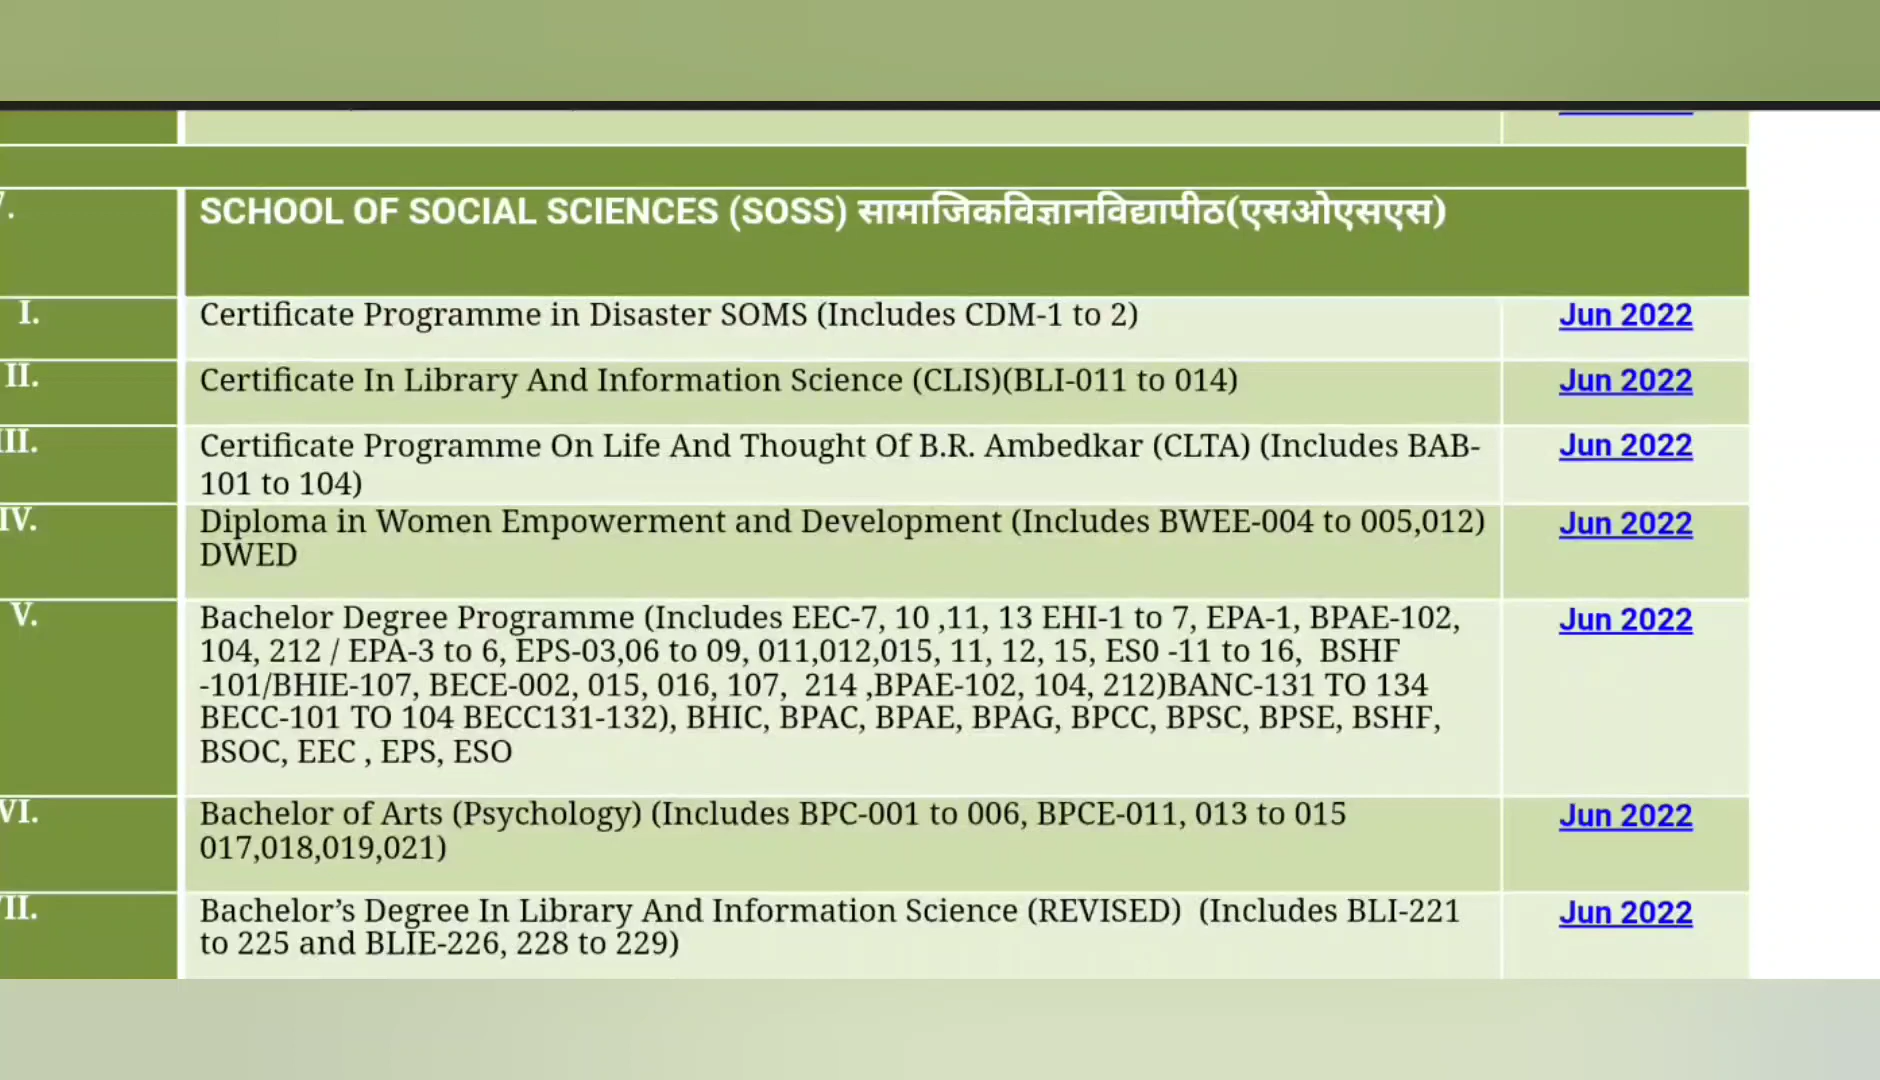 SCHOOL OF SOCIAL SCIENCES (SOSS) सामाजिकविज्ञानविद्यापीठ(एसओएसएस)
I. Certificate Programme in Disaster SOMS (Includes CDM-1 to 2) Jun 2022
II. Certificate In Library And Information Science (CLIS)(BLI-011 to 014) Jun 2022
III. Certificate Programme On Life And Thought Of B.R. Ambedkar (CLTA) (Includes BAB- Jun 2022
101 to 104)
IV. Diploma in Women Empowerment and Development (Includes BWEE-004 to 005,012) Jun 2022
DWED
V. Bachelor Degree Programme (Includes EEC-7, 10 ,11, 13 EHI-1 to 7, EPA-1, BPAE-102, Jun 2022
104, 212 / EPA-3 to 6, EPS-03,06 to 09, 011,012,015, 11, 12, 15, ES0 -11 to 16,  BSHF
-101/BHIE-107, BECE-002, 015, 016, 107,  214 ,BPAE-102, 104, 212)BANC-131 TO 134
BECC-101 TO 104 BECC131-132), BHIC, BPAC, BPAE, BPAG, BPCC, BPSC, BPSE, BSHF,
BSOC, EEC , EPS, ESO
VI. Bachelor of Arts (Psychology) (Includes BPC-001 to 006, BPCE-011, 013 to 015 Jun 2022
017,018,019,021)
VII. Bachelor’s Degree In Library And Information Science (REVISED)  (Includes BLI-221 Jun 2022
to 225 and BLIE-226, 228 to 229)